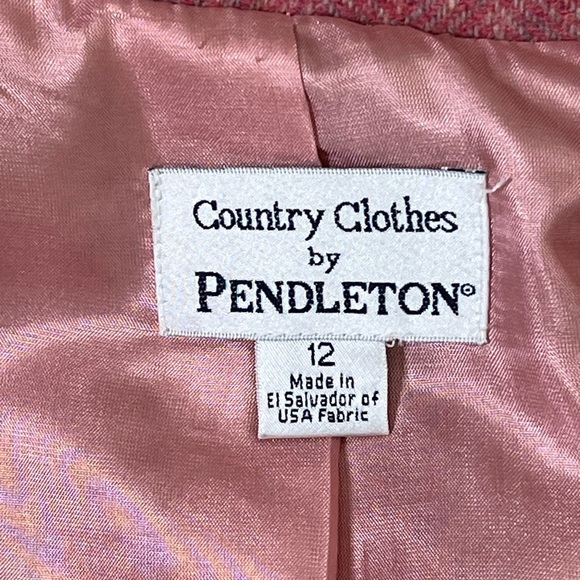 Country Clothes
by
PENDLETON®
12
Made in
El Salvador of
USA Fabric